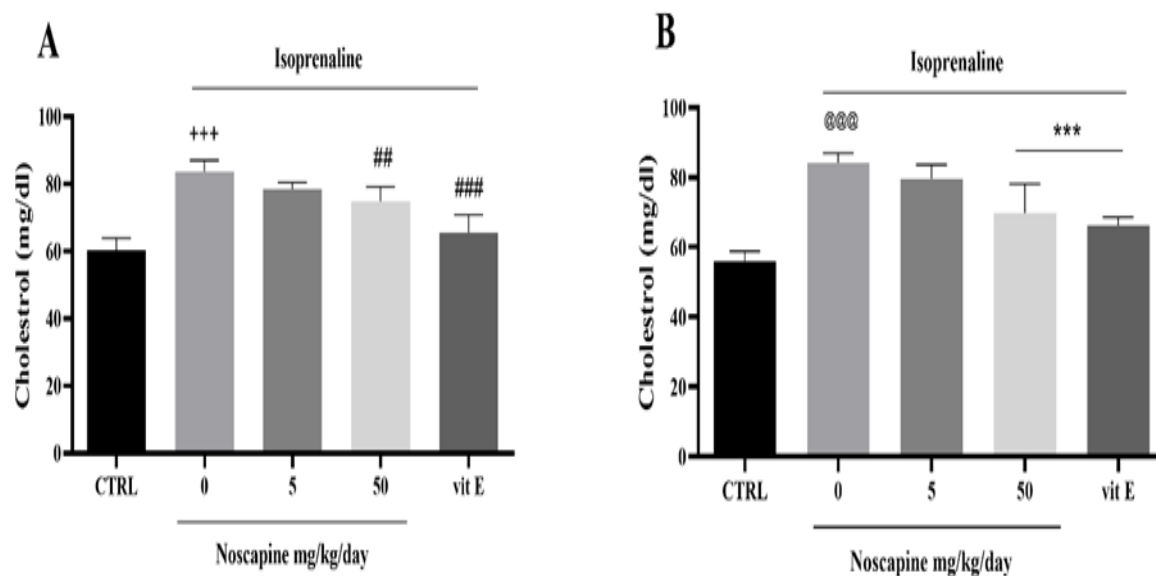 A
Isoprenaline
Cholestrol (mg/dl)
100
80
60
40
20
0
+++
##
###
CTRL
0
5
50
vit E
Noscapine mg/kg/day
B
Isoprenaline
Cholestrol (mg/dl)
100
80
60
40
20
0
@@@
***
CTRL
0
5
50
vit E
Noscapine mg/kg/day